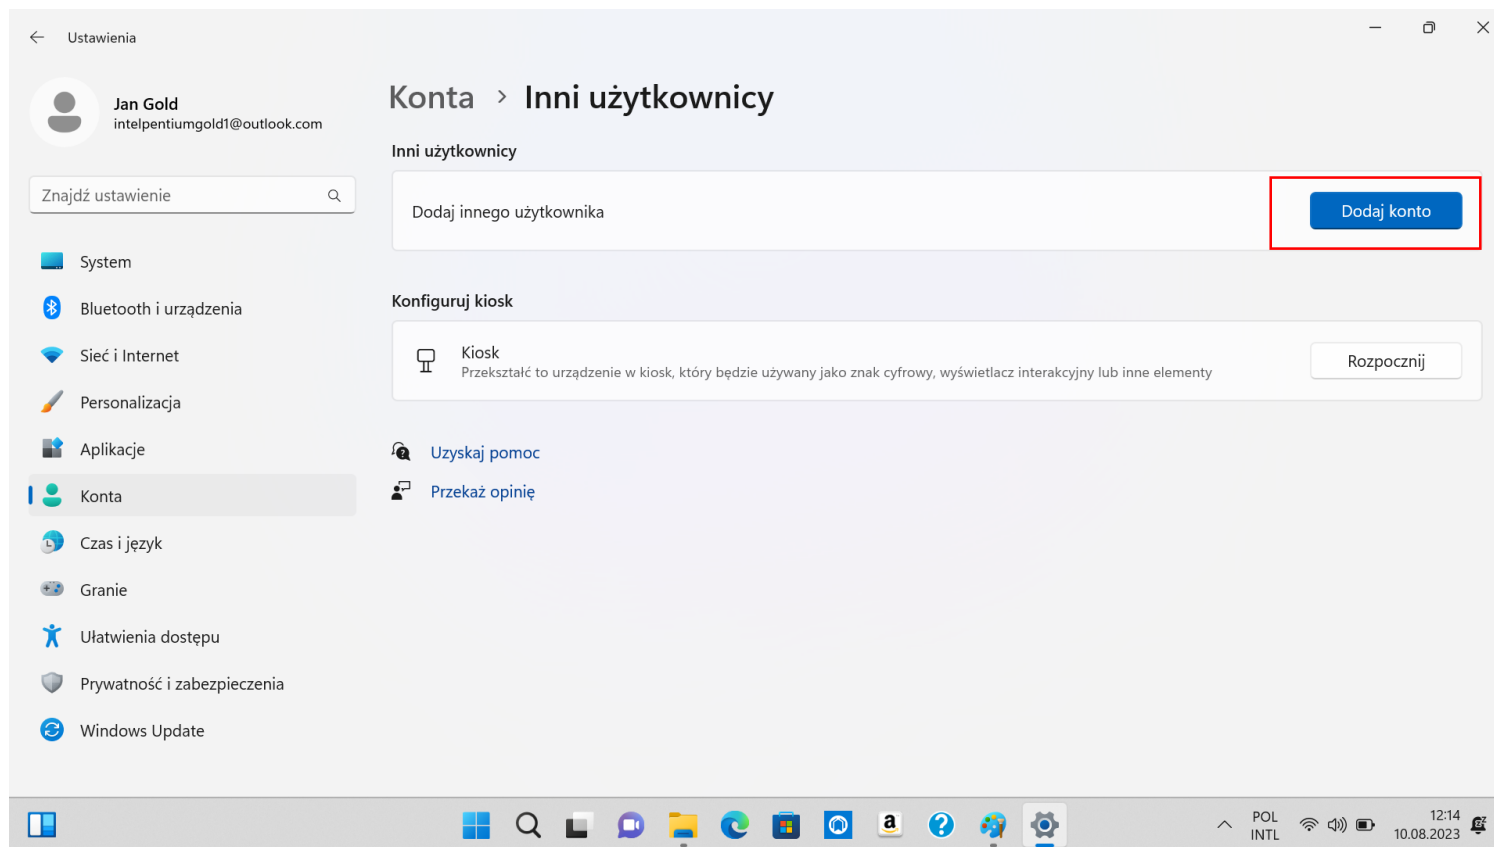 Ustawienia
Jan Gold
intelpentiumgold1@outlook.com
Znajdź ustawienie
System
Bluetooth i urządzenia
Sieć i Internet
Personalizacja
Aplikacje
Konta
Czas i język
Granie
Ułatwienia dostępu
Prywatność i zabezpieczenia
Windows Update
Konta > Inni użytkownicy
Inni użytkownicy
Dodaj innego użytkownika
Dodaj konto
Konfiguruj kiosk
Kiosk
Przekształć to urządzenie w kiosk, który będzie używany jako znak cyfrowy, wyświetlacz interakcyjny lub inne elementy
Rozpocznij
Uzyskaj pomoc
Przekaż opinię
POL
INTL
12:14
10.08.2023